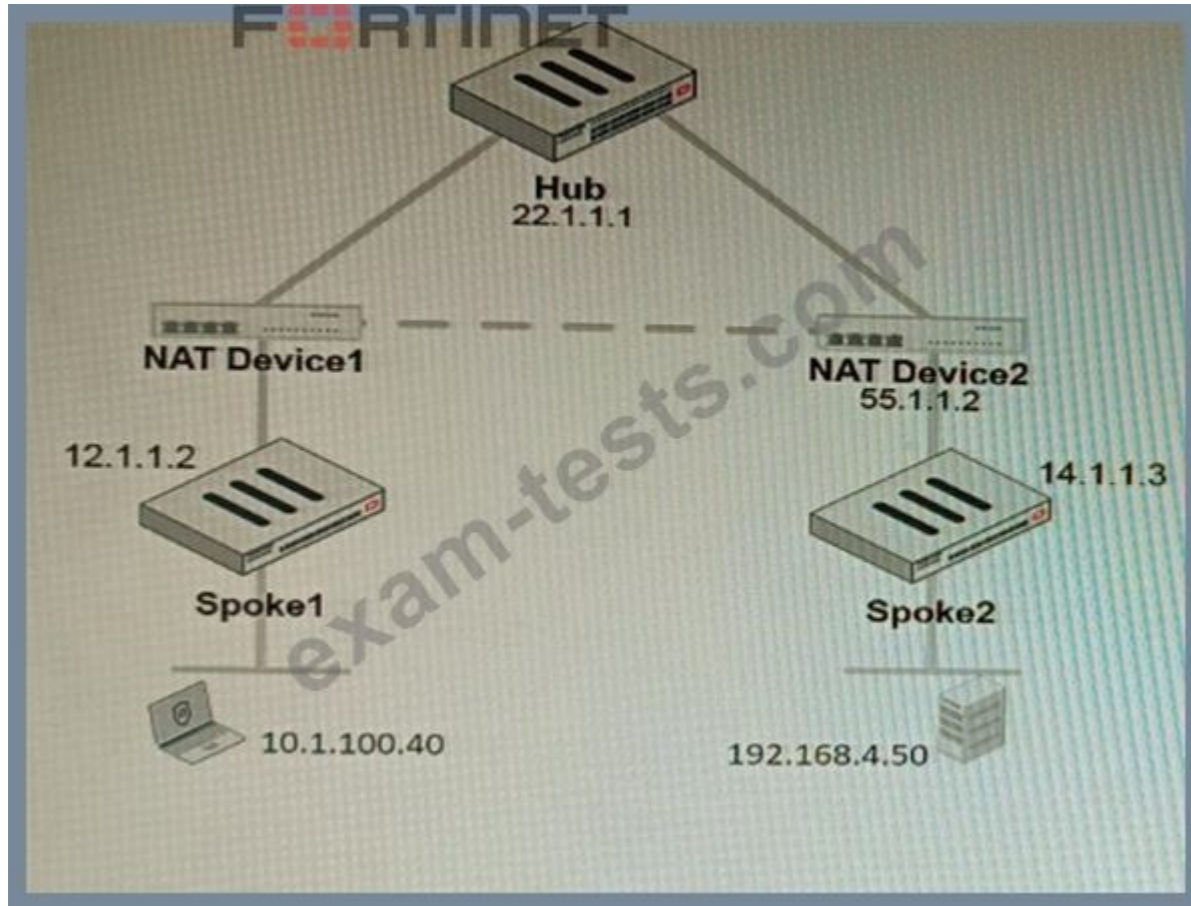 FORTINET
Hub
22.1.1.1
NAT Device1
NAT Device2
55.1.1.2
12.1.1.2
14.1.1.3
Spoke1
Spoke2
10.1.100.40
192.168.4.50
exam-tests.com